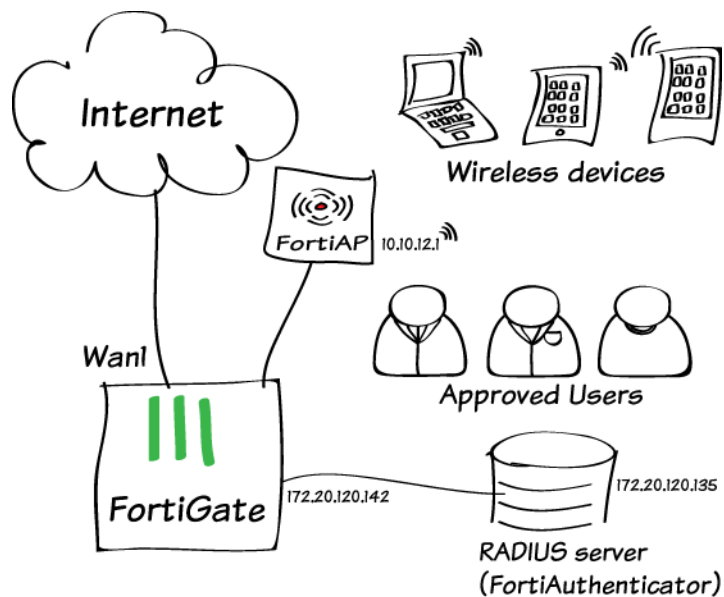 Internet
Wireless devices
FortiAP
10.10.12.1
Wan1
Approved Users
FortiGate
172.20.120.142
172.20.120.135
RADIUS server
(FortiAuthenticator)